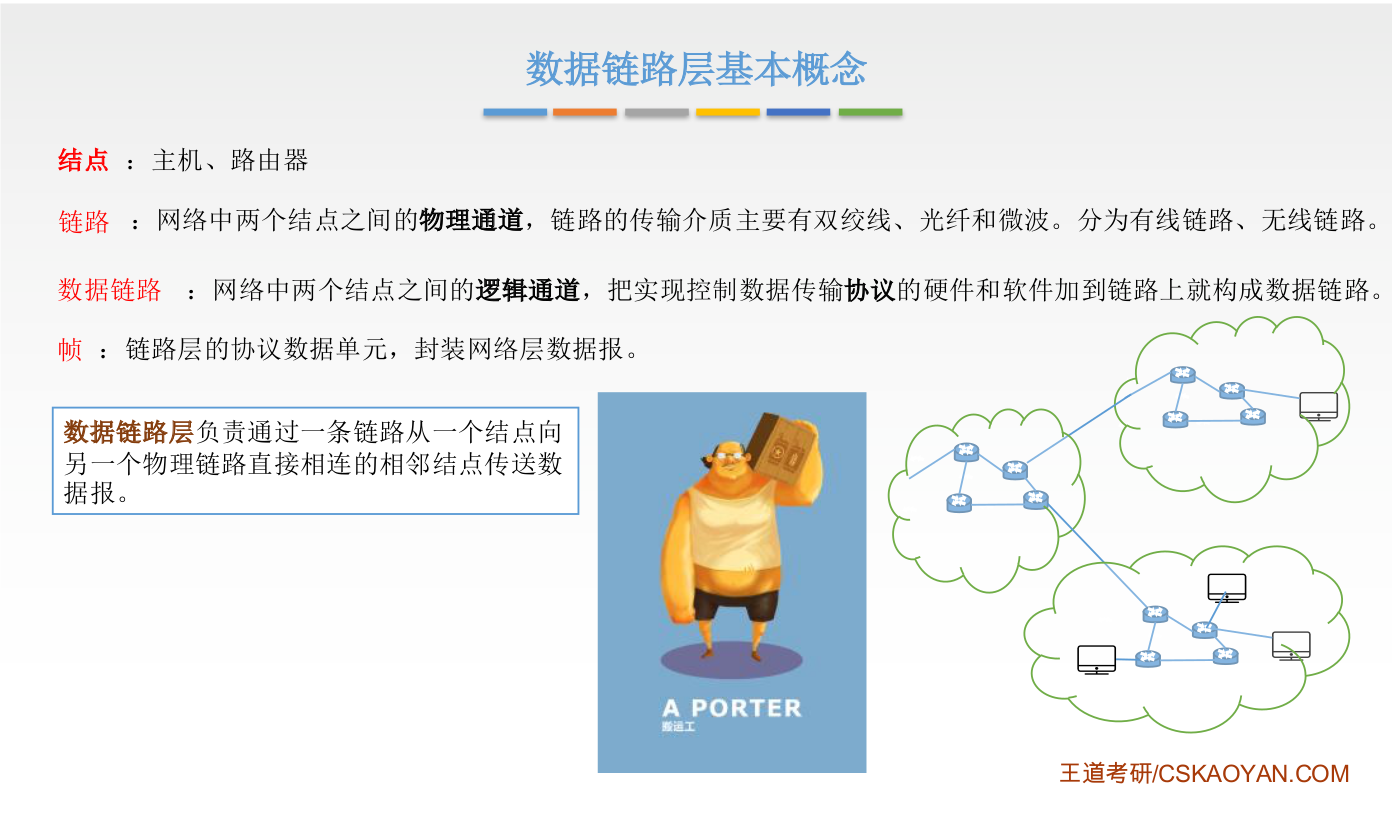 数据链路层基本概念
结点 ：主机、路由器
链路 ：网络中两个结点之间的物理通道，链路的传输介质主要有双绞线、光纤和微波。分为有线链路、无线链路。
数据链路 ：网络中两个结点之间的逻辑通道，把实现控制数据传输协议的硬件和软件加到链路上就构成数据链路。
帧 ：链路层的协议数据单元，封装网络层数据报。
数据链路层负责通过一条链路从一个结点向
另一个物理链路直接相连的相邻结点传送数
据报。
A PORTER
搬运工
王道考研/CSKAOYAN.COM